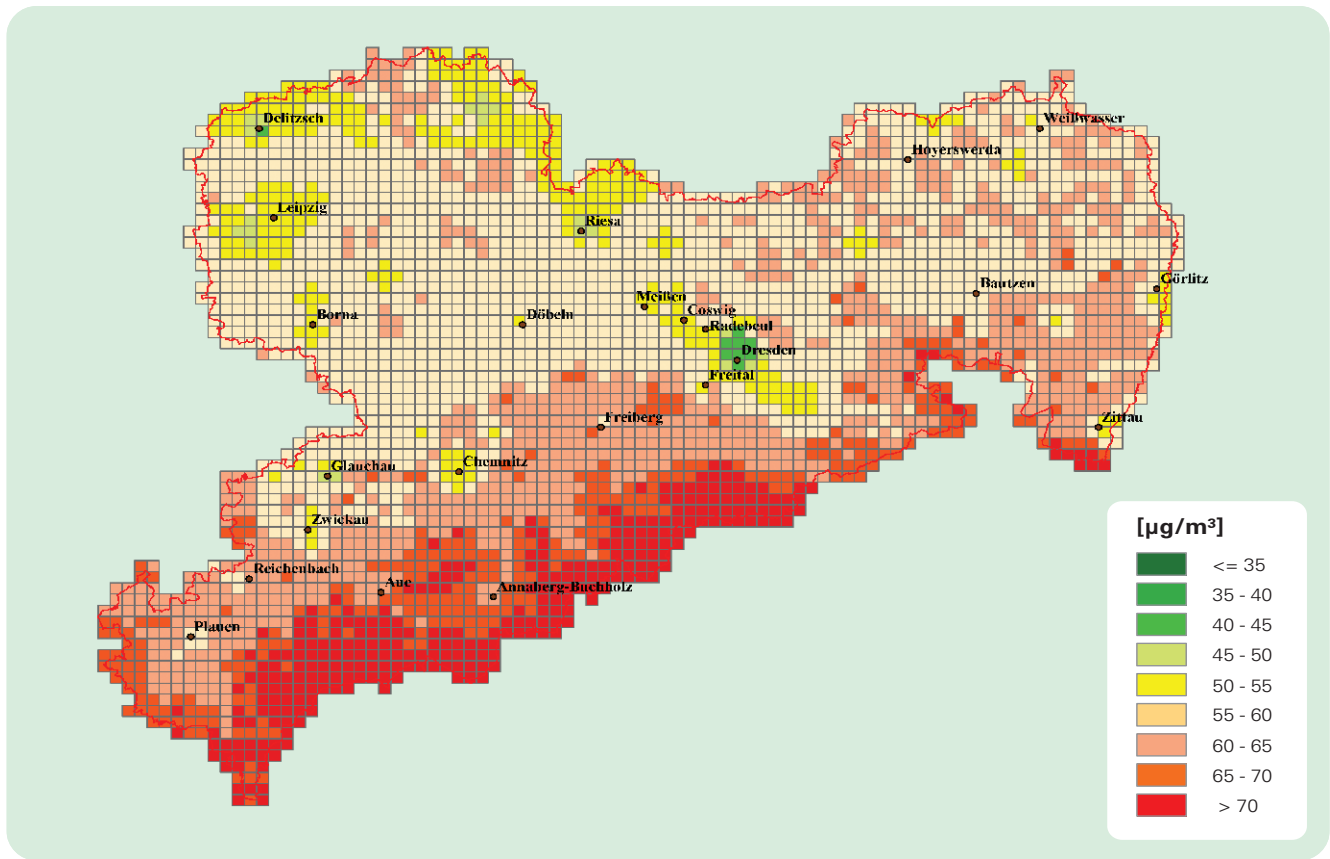 Delitzsch
Weißwasser
Hoyerswerda
Leipzig
Riesa
Görlitz
Bautzen
Meißen
Coswig
Borna
Döbeln
Radebeul
Dresden
Freital
Freiberg
Zittau
Chemnitz
Glauchau
Zwickau
Reichenbach
Aue
Annaberg-Buchholz
Plauen
[µg/m³]
<= 35
35 - 40
40 - 45
45 - 50
50 - 55
55 - 60
60 - 65
65 - 70
> 70